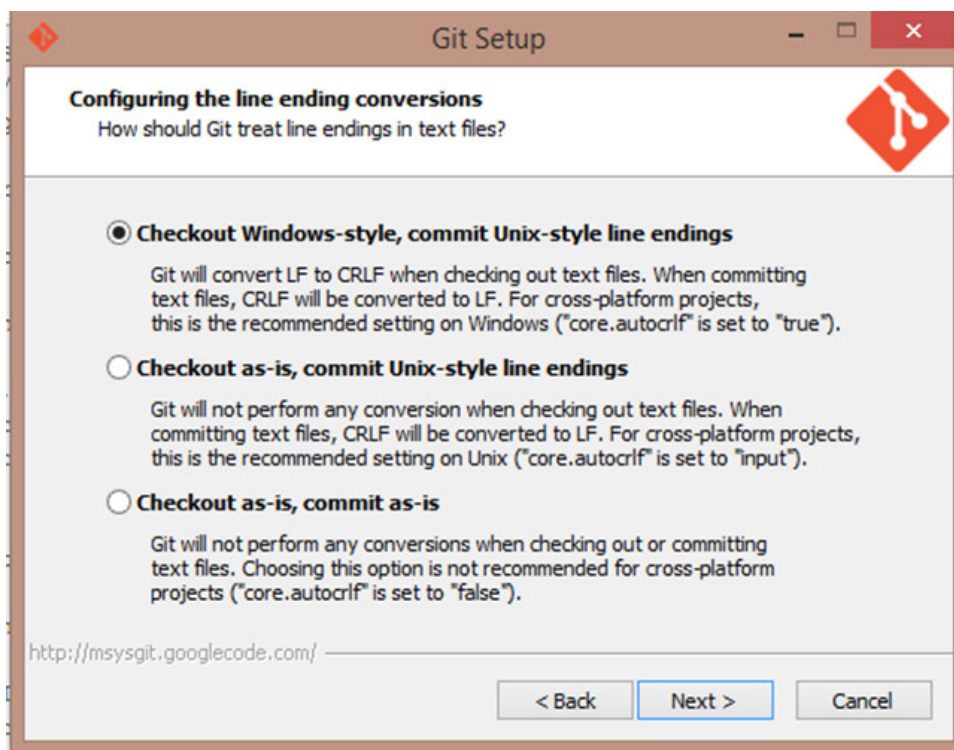 Git Setup
Configuring the line ending conversions
How should Git treat line endings in text files?
Checkout Windows-style, commit Unix-style line endings
Git will convert LF to CRLF when checking out text files. When committing
text files, CRLF will be converted to LF. For cross-platform projects,
this is the recommended setting on Windows ("core.autocrlf" is set to "true").
Checkout as-is, commit Unix-style line endings
Git will not perform any conversion when checking out text files. When
committing text files, CRLF will be converted to LF. For cross-platform projects,
this is the recommended setting on Unix ("core.autocrlf" is set to "input").
Checkout as-is, commit as-is
Git will not perform any conversions when checking out or committing
text files. Choosing this option is not recommended for cross-platform
projects ("core.autocrlf" is set to "false").
http://msysgit.googlecode.com/
< Back
Next >
Cancel